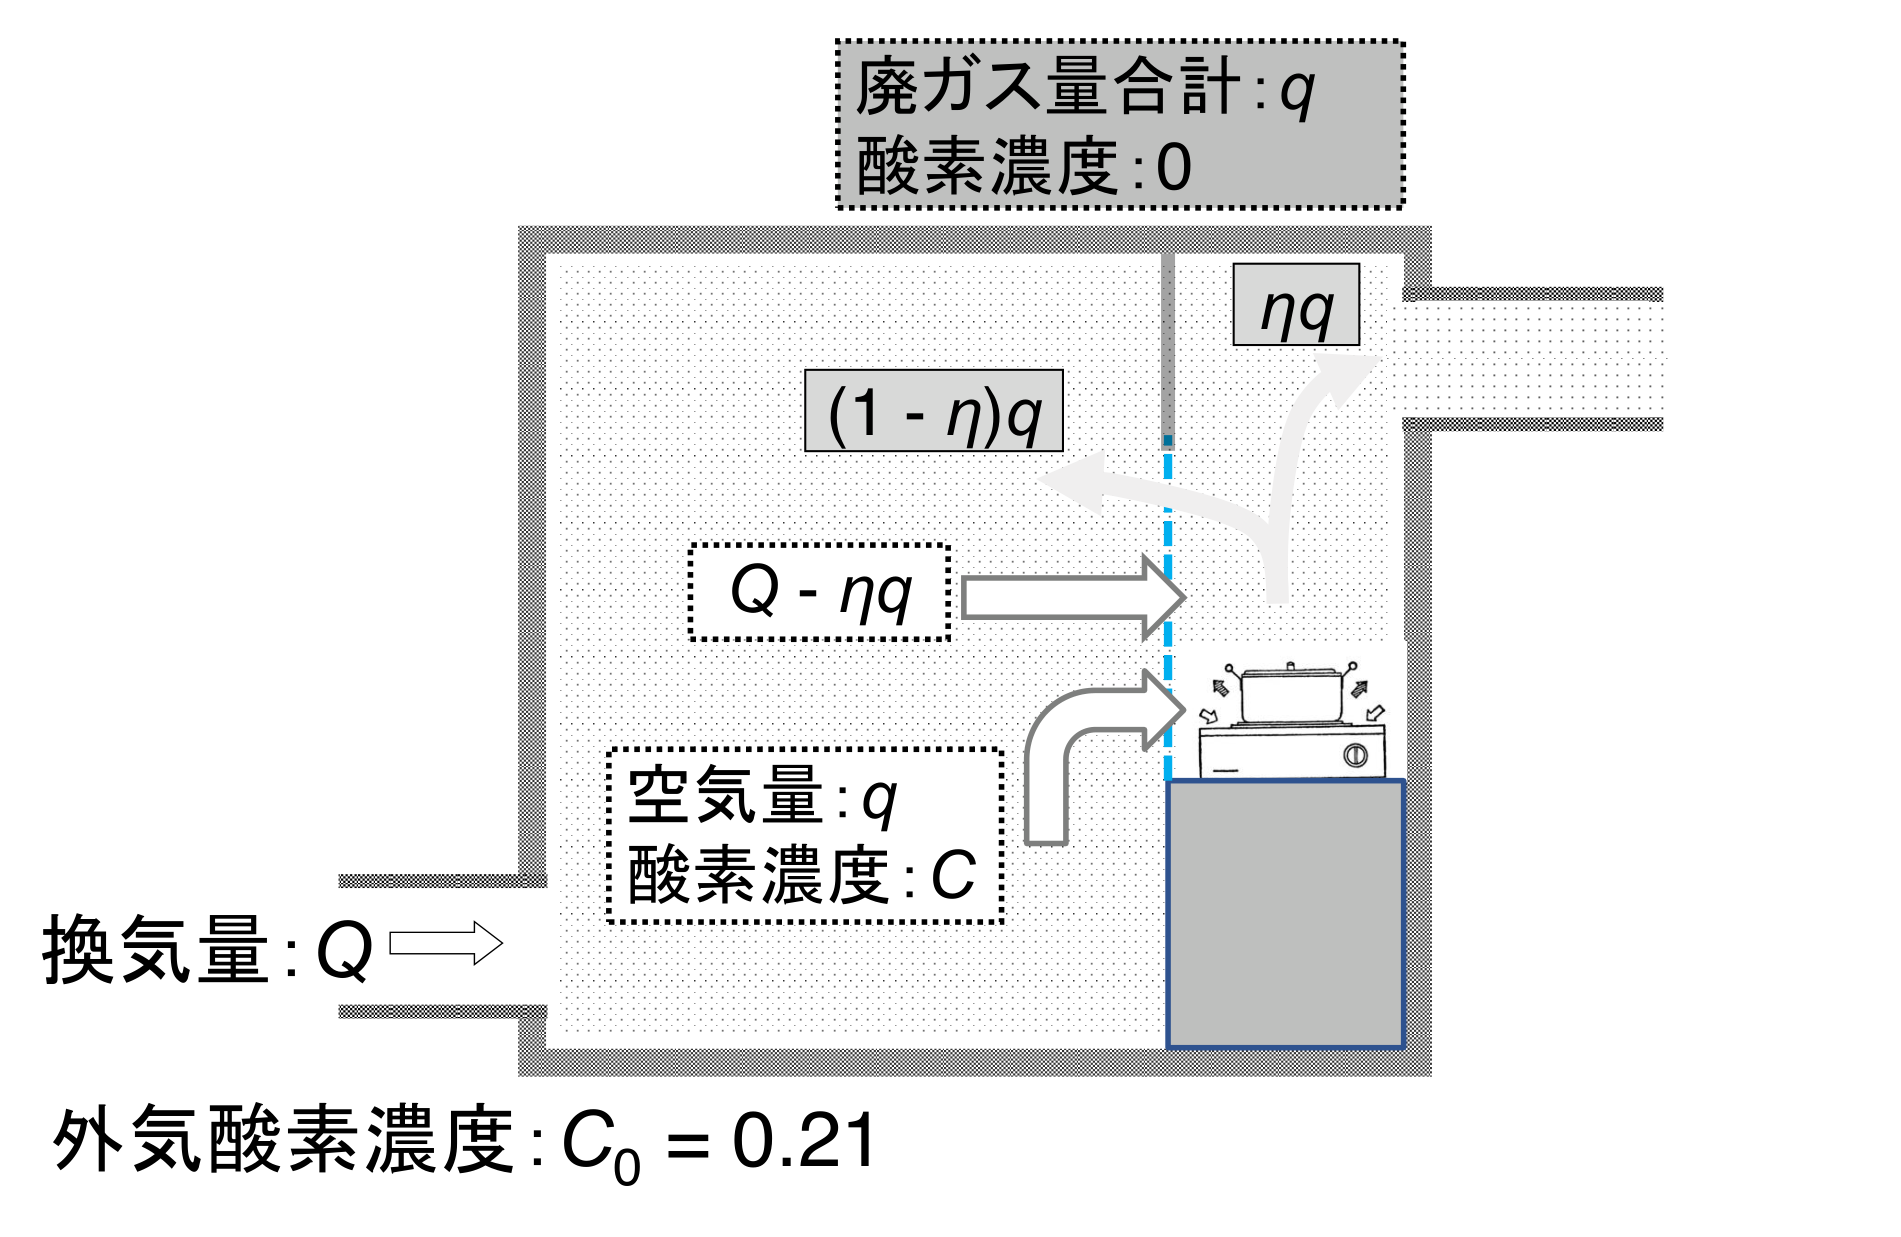 廃ガス量合計:q
酸素濃度:0
ηq
(1 - η)q
Q - ηq
空気量:q
酸素濃度:C
換気量:Q
外気酸素濃度:C₀ = 0.21